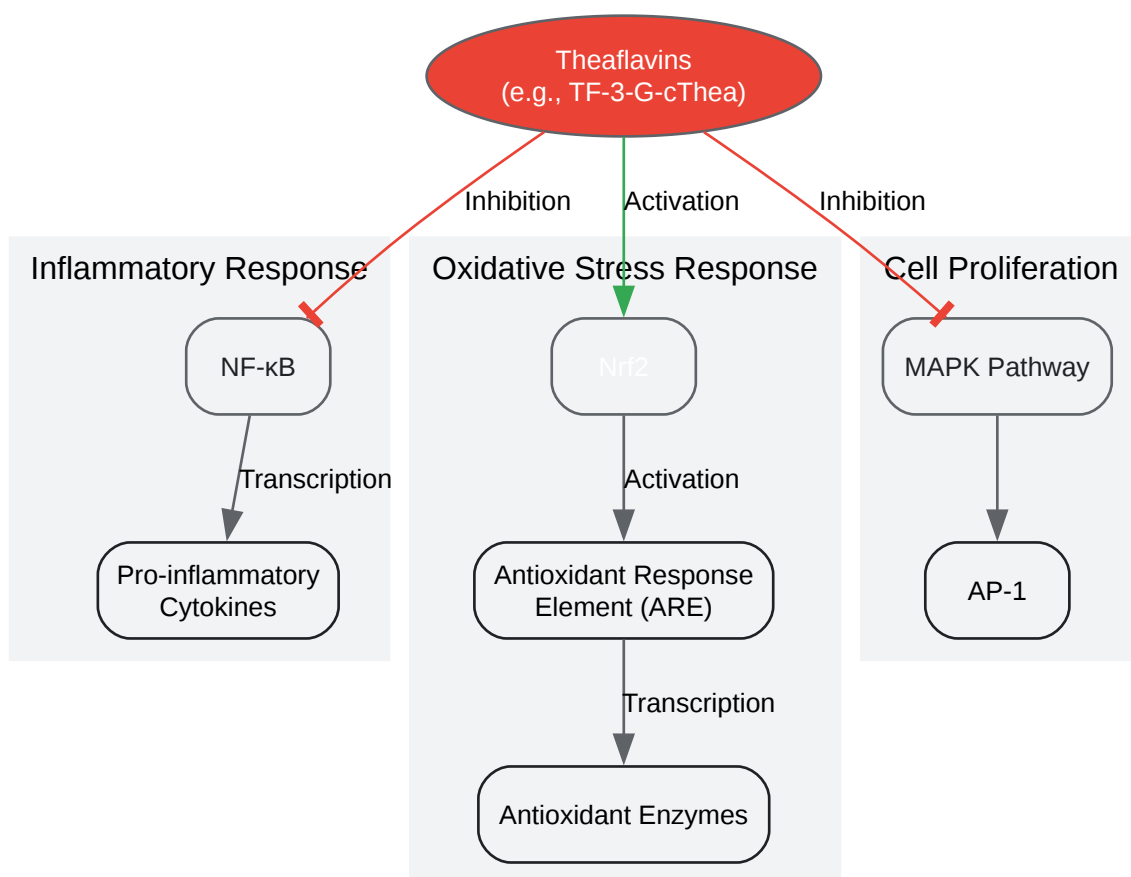 Theaflavins
(e.g., TF-3-G-cThea)
Inhibition
Activation
Inhibition
Inflammatory Response
Oxidative Stress Response
Cell Proliferation
NF-κB
Nrf2
MAPK Pathway
Transcription
Activation
Pro-inflammatory
Cytokines
Antioxidant Response
Element (ARE)
AP-1
Transcription
Antioxidant Enzymes